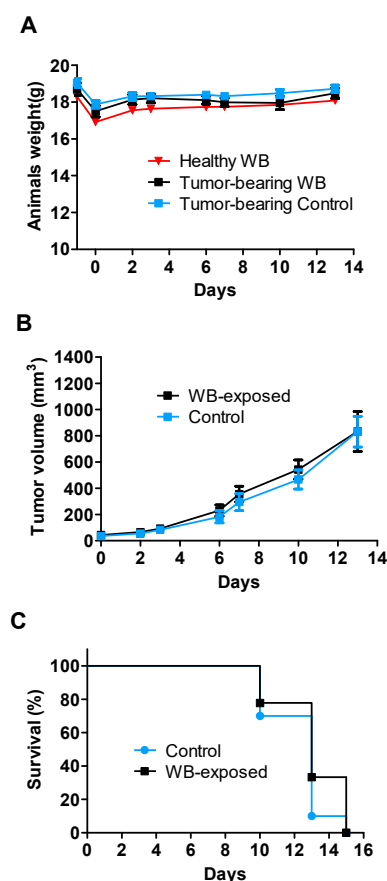 A
Animals weight(g)
20
18
16
14
12
10
Healthy WB
Tumor-bearing WB
Tumor-bearing Control
0 2 4 6 8 10 12 14
Days
B
Tumor volume (mm³)
1400
1200
1000
800
600
400
200
0
WB-exposed
Control
0 2 4 6 8 10 12 14
Days
C
Survival (%)
100
80
60
40
20
0
Control
WB-exposed
0 2 4 6 8 10 12 14 16
Days